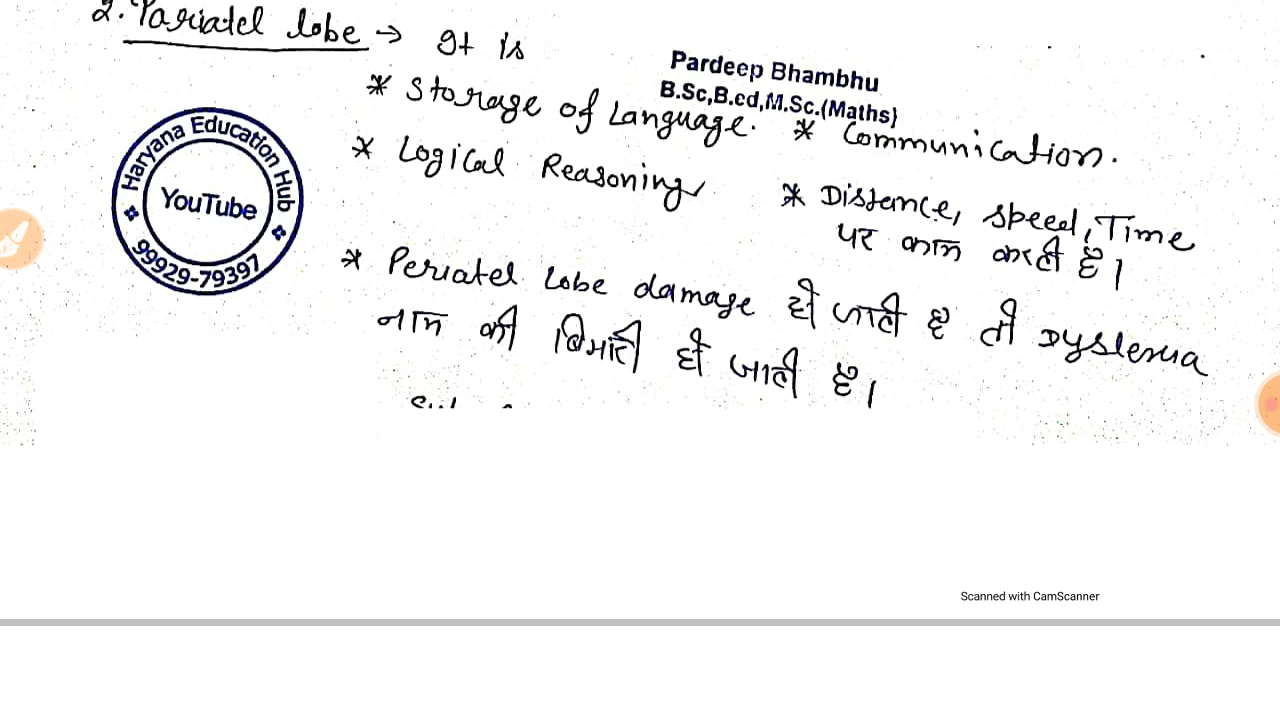 2. Pariatel lobe → It is
Pardeep Bhambhu
B.Sc,B.ed,M.Sc.(Maths)
* Storage of Language. * Communication.
* Logical Reasoning * Distance, speed, Time
पर काम करती है।
* Periatel Lobe damage हो जाती है तो Dyslexia
नाम की बिमारी हो जाती है।
Haryana Education Hub
YouTube
99929-79397
Scanned with CamScanner